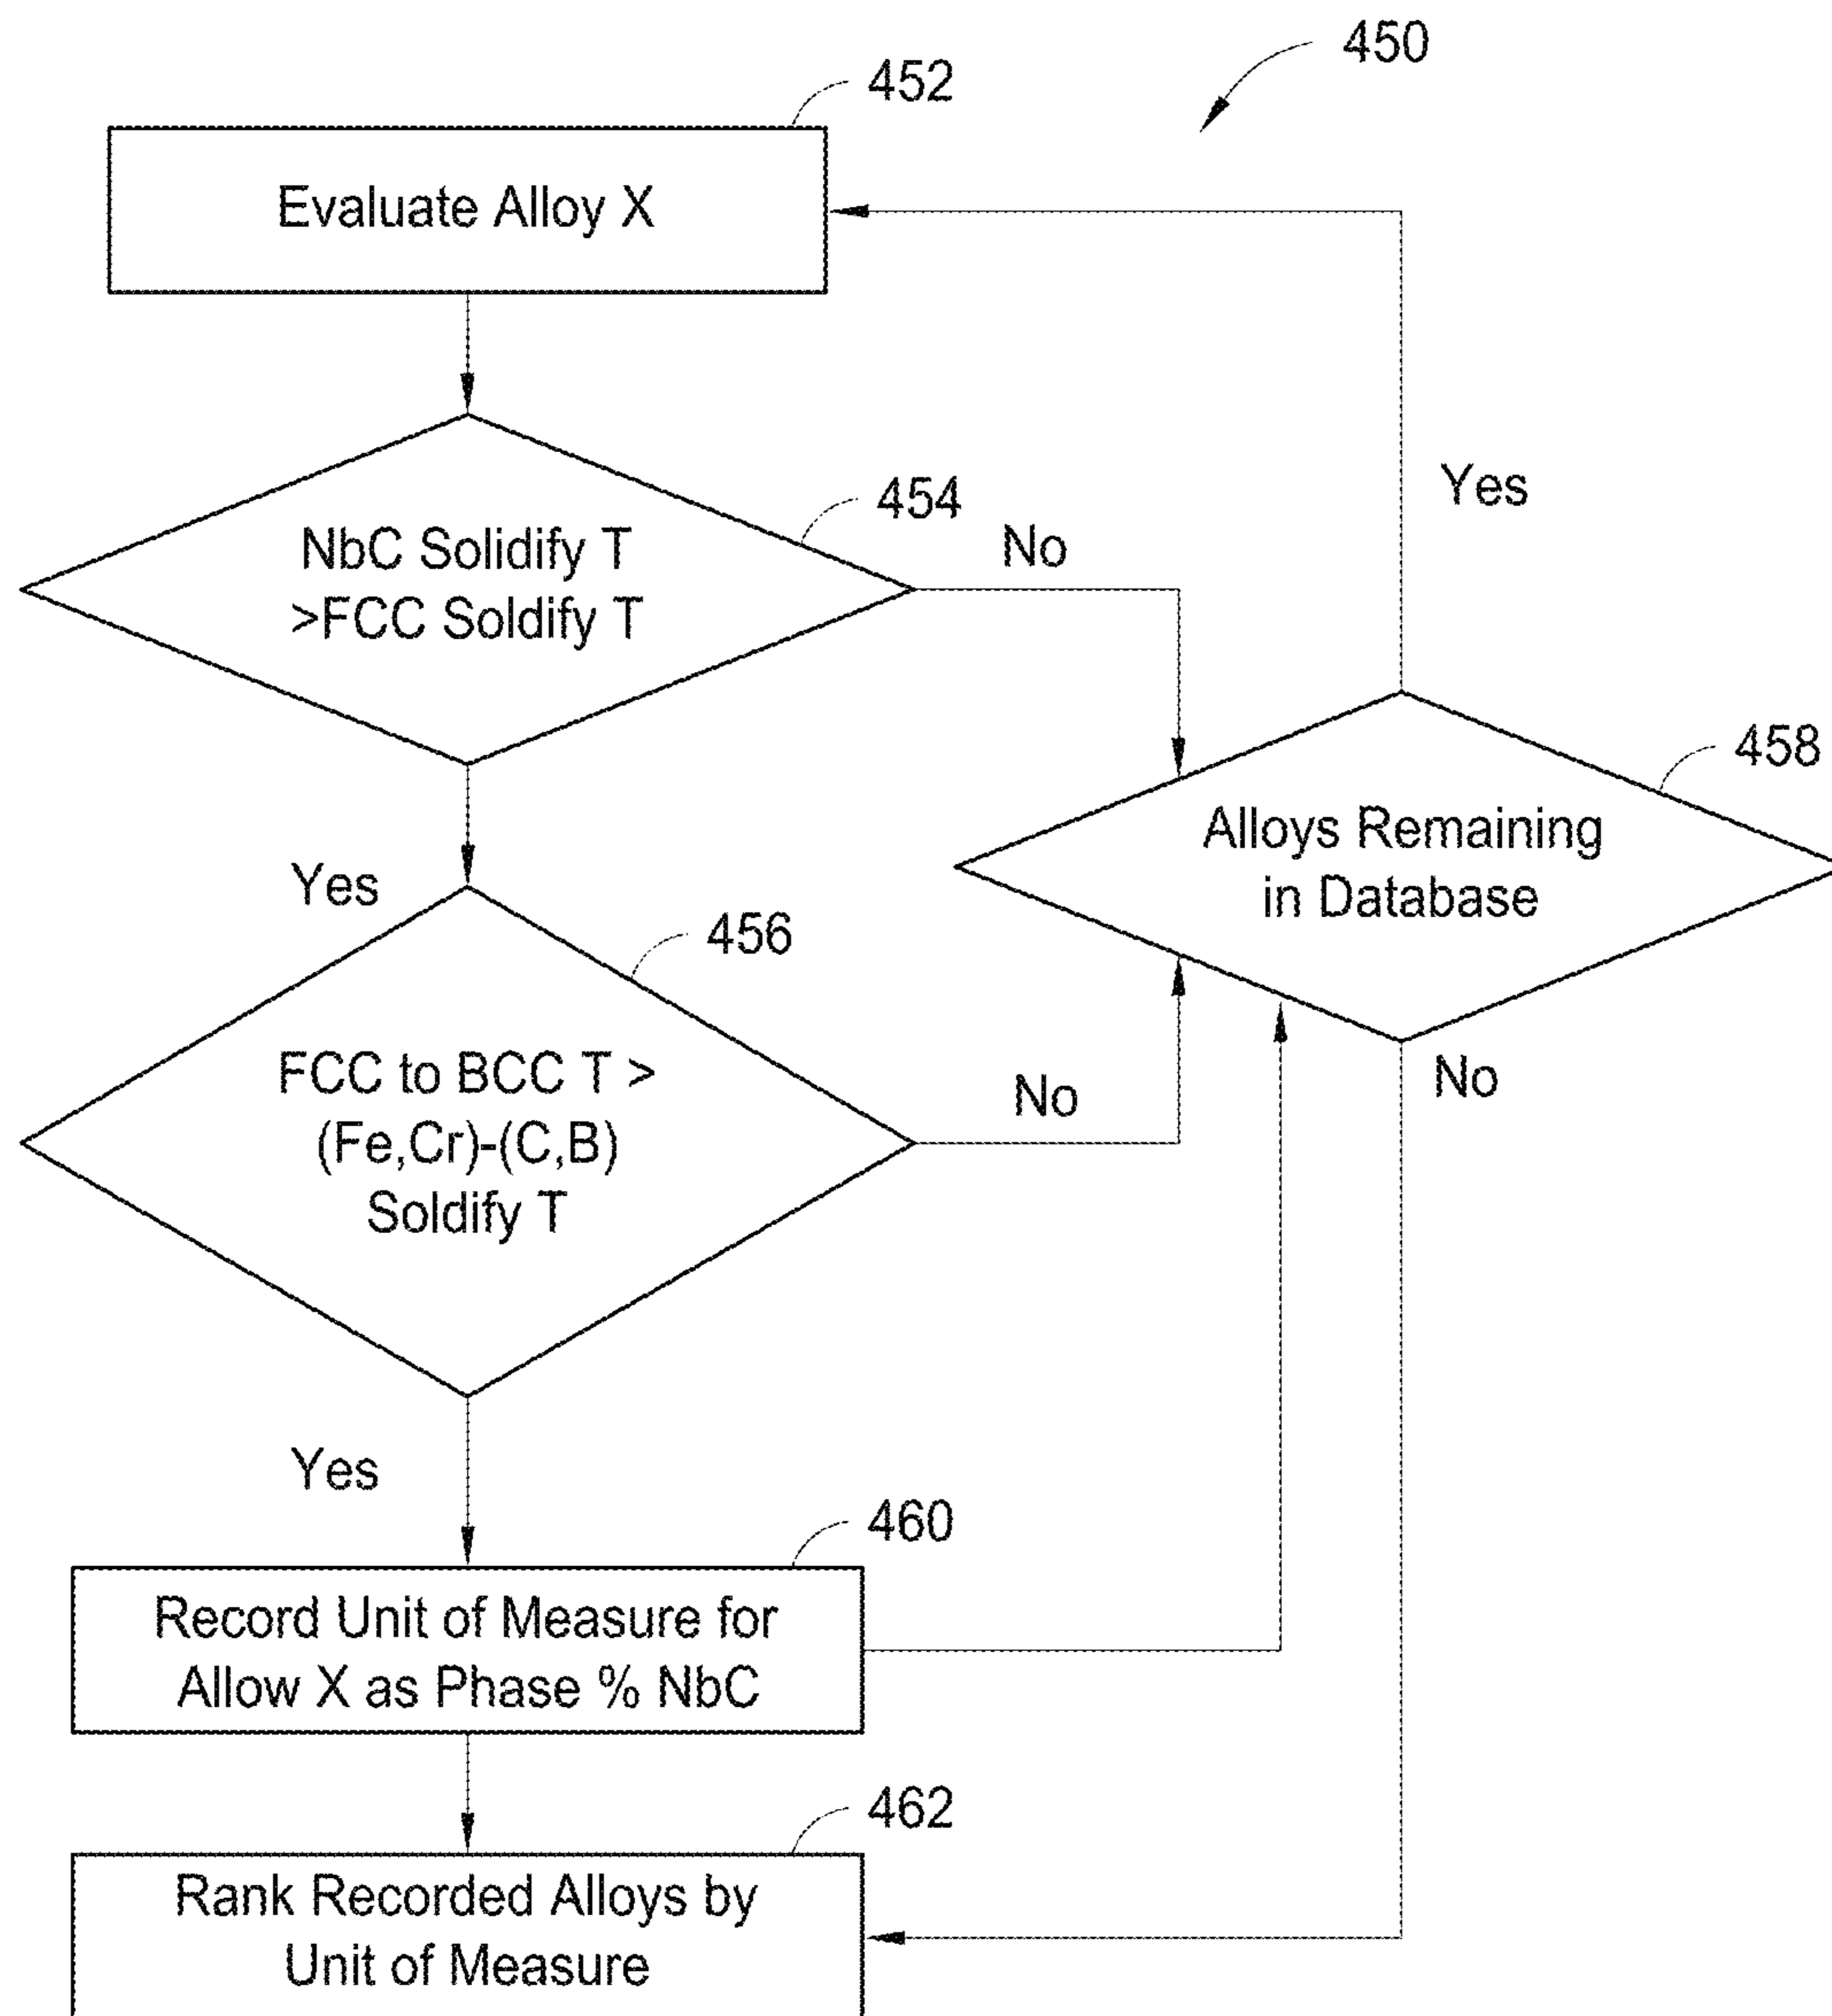 450
452
Evaluate Alloy X
454
NbC Solidify T
>FCC Soldify T
No
Yes
Yes
458
Alloys Remaining
in Database
456
FCC to BCC T >
(Fe,Cr)-(C,B)
Soldify T
No
No
Yes
460
Record Unit of Measure for
Allow X as Phase % NbC
462
Rank Recorded Alloys by
Unit of Measure